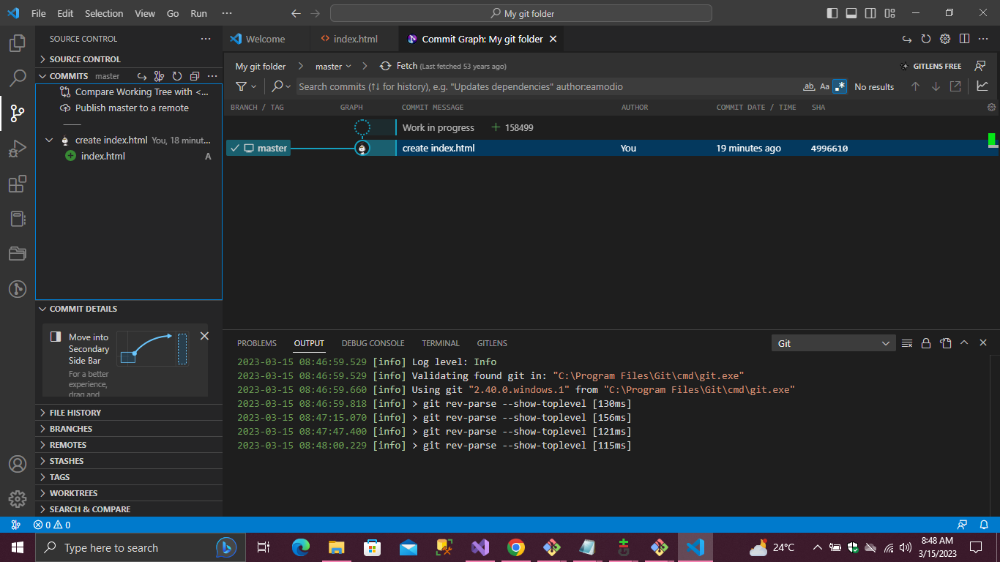 File Edit Selection View Go Run ···
My git folder
SOURCE CONTROL
SOURCE CONTROL
COMMITS master
Compare Working Tree with <...
Publish master to a remote
create index.html You, 18 minut...
index.html A
COMMIT DETAILS
Move into
Secondary
Side Bar
For a better
experience,
drag and
FILE HISTORY
BRANCHES
REMOTES
STASHES
TAGS
WORKTREES
SEARCH & COMPARE
Welcome index.html Commit Graph: My git folder
My git folder master Fetch (Last fetched 53 years ago) GITLENS FREE
Search commits (↑↓ for history), e.g. "Updates dependencies" author:eamodio ab Aa .* No results
BRANCH / TAG GRAPH COMMIT MESSAGE AUTHOR COMMIT DATE / TIME SHA
Work in progress + 158499
master create index.html You 19 minutes ago 4996610
PROBLEMS OUTPUT DEBUG CONSOLE TERMINAL GITLENS Git
2023-03-15 08:46:59.529 [info] Log level: Info
2023-03-15 08:46:59.529 [info] Validating found git in: "C:\Program Files\Git\cmd\git.exe"
2023-03-15 08:46:59.660 [info] Using git "2.40.0.windows.1" from "C:\Program Files\Git\cmd\git.exe"
2023-03-15 08:46:59.818 [info] > git rev-parse --show-toplevel [130ms]
2023-03-15 08:47:15.070 [info] > git rev-parse --show-toplevel [156ms]
2023-03-15 08:47:47.400 [info] > git rev-parse --show-toplevel [121ms]
2023-03-15 08:48:00.229 [info] > git rev-parse --show-toplevel [115ms]
0 0
Type here to search
24°C
8:48 AM
3/15/2023